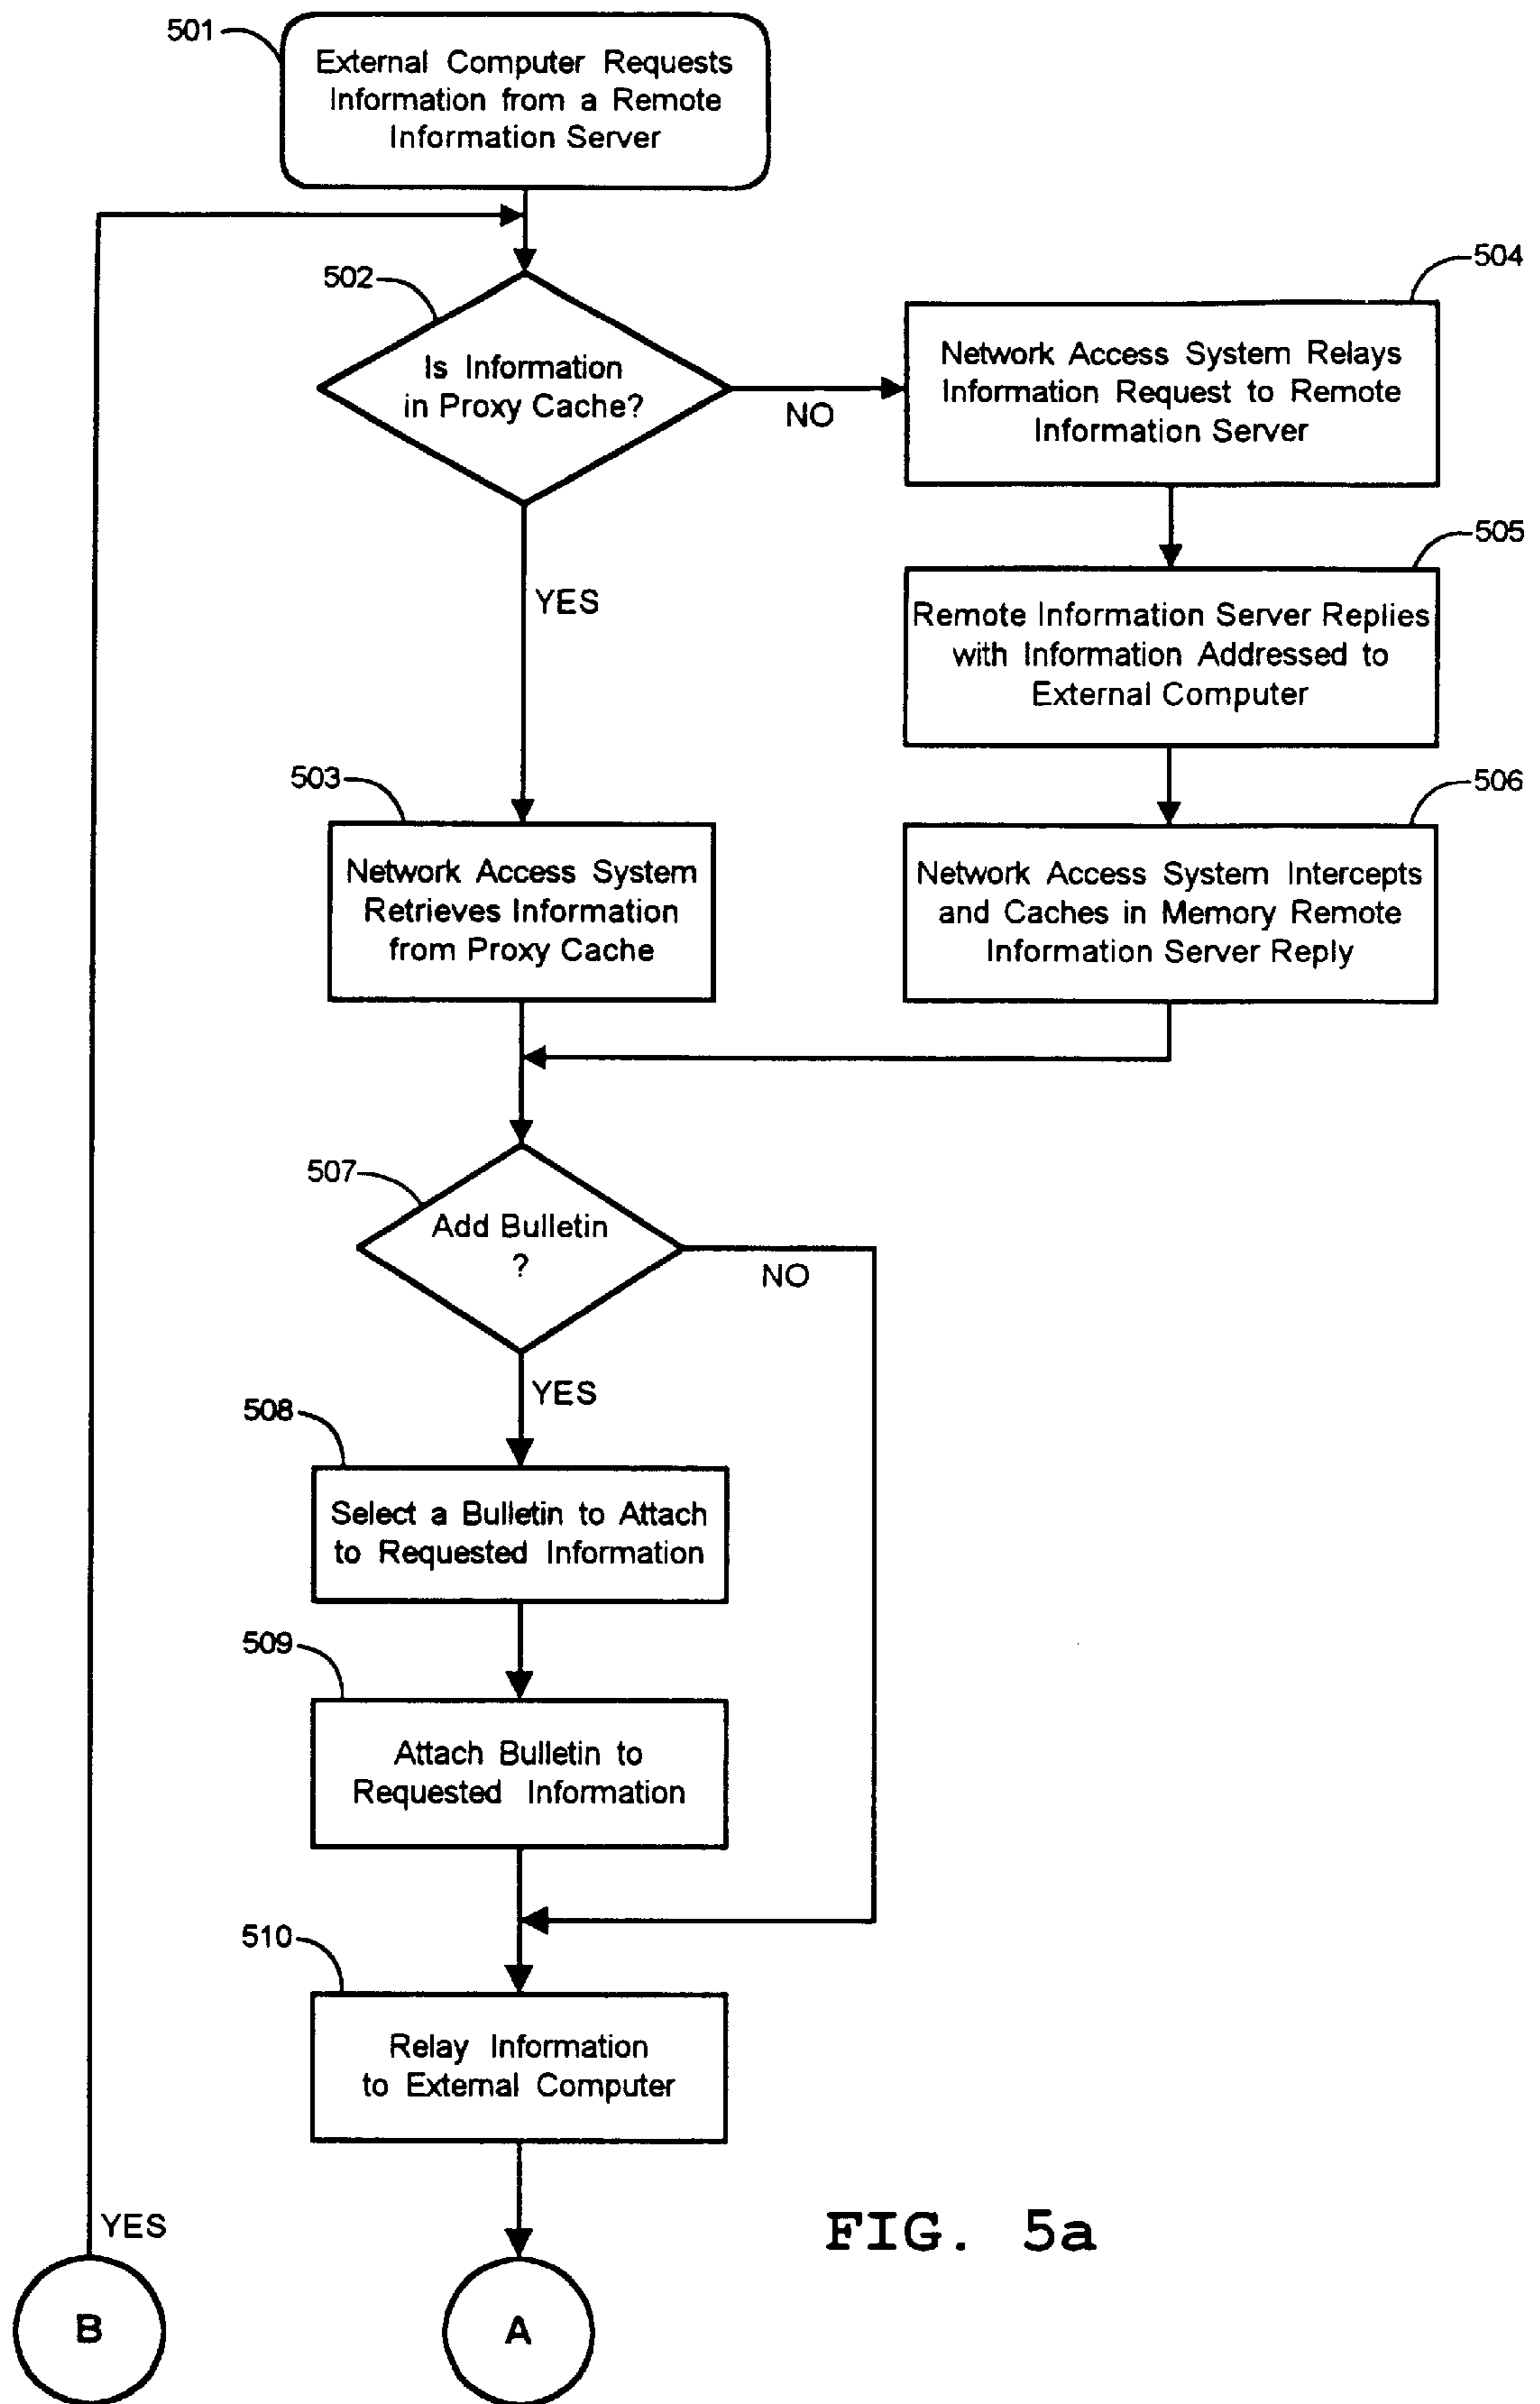 501
External Computer Requests
Information from a Remote
Information Server
502
Is Information
in Proxy Cache?
NO
YES
504
Network Access System Relays
Information Request to Remote
Information Server
505
Remote Information Server Replies
with Information Addressed to
External Computer
503
Network Access System
Retrieves Information
from Proxy Cache
506
Network Access System Intercepts
and Caches in Memory Remote
Information Server Reply
507
Add Bulletin
?
NO
YES
508
Select a Bulletin to Attach
to Requested Information
509
Attach Bulletin to
Requested Information
510
Relay Information
to External Computer
YES
B
A
FIG. 5a